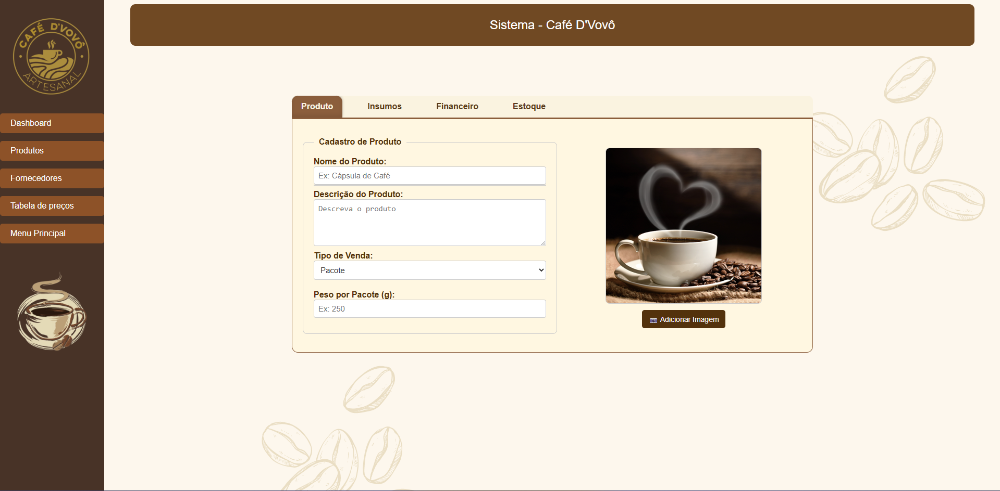 CAFÉ D'VOVÔ
ARTESANAL
Dashboard
Produtos
Fornecedores
Tabela de preços
Menu Principal
Sistema - Café D'Vovô
Produto Insumos Financeiro Estoque
Cadastro de Produto
Nome do Produto:
Ex: Cápsula de Café
Descrição do Produto:
Descreva o produto
Tipo de Venda:
Pacote
Peso por Pacote (g):
Ex: 250
📷 Adicionar Imagem